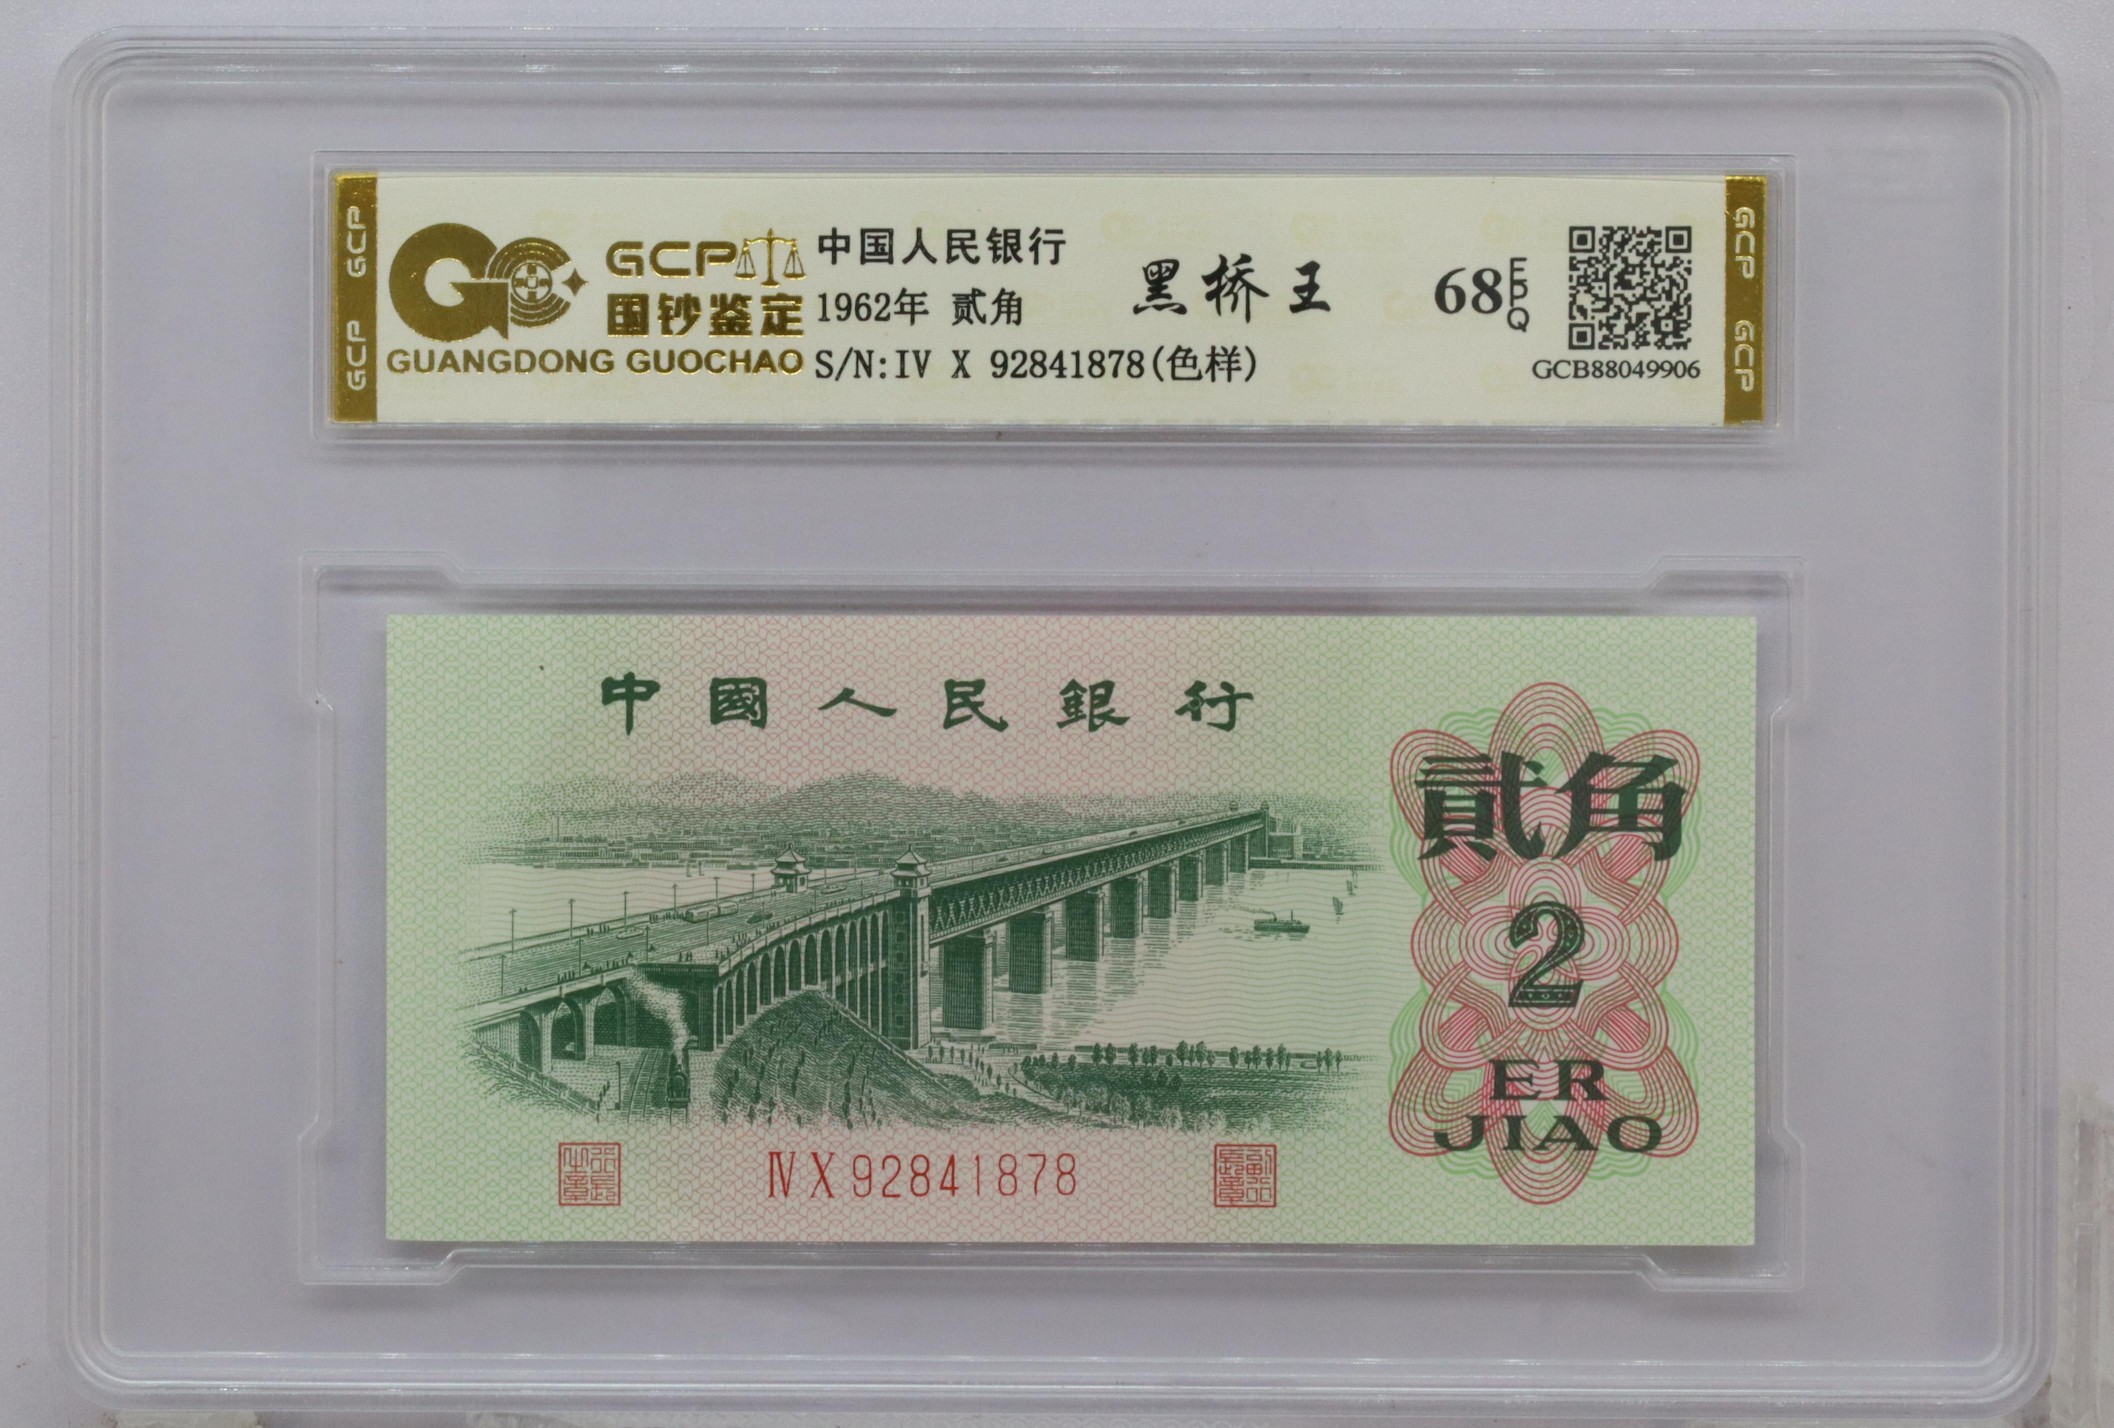 GCP
GCP
GCP
国钞鉴定
GUANGDONG GUOCHAO
中国人民银行
1962年 贰角
S/N:IV X 92841878(色样)
黑桥王
68 EPQ
GCB88049906
GCP
GCP
中國人民銀行
貳角
2
ER
JIAO
ⅣX92841878